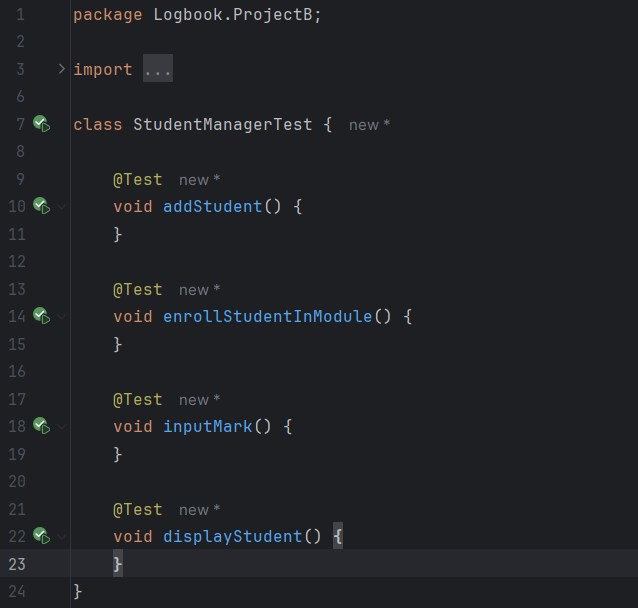 1 package Logbook.ProjectB;
2
3 import ...
6
7 class StudentManagerTest { new *
8
9 @Test new *
10 void addStudent() {
11 }
12
13 @Test new *
14 void enrollStudentInModule() {
15 }
16
17 @Test new *
18 void inputMark() {
19 }
20
21 @Test new *
22 void displayStudent() {
23 }
24 }